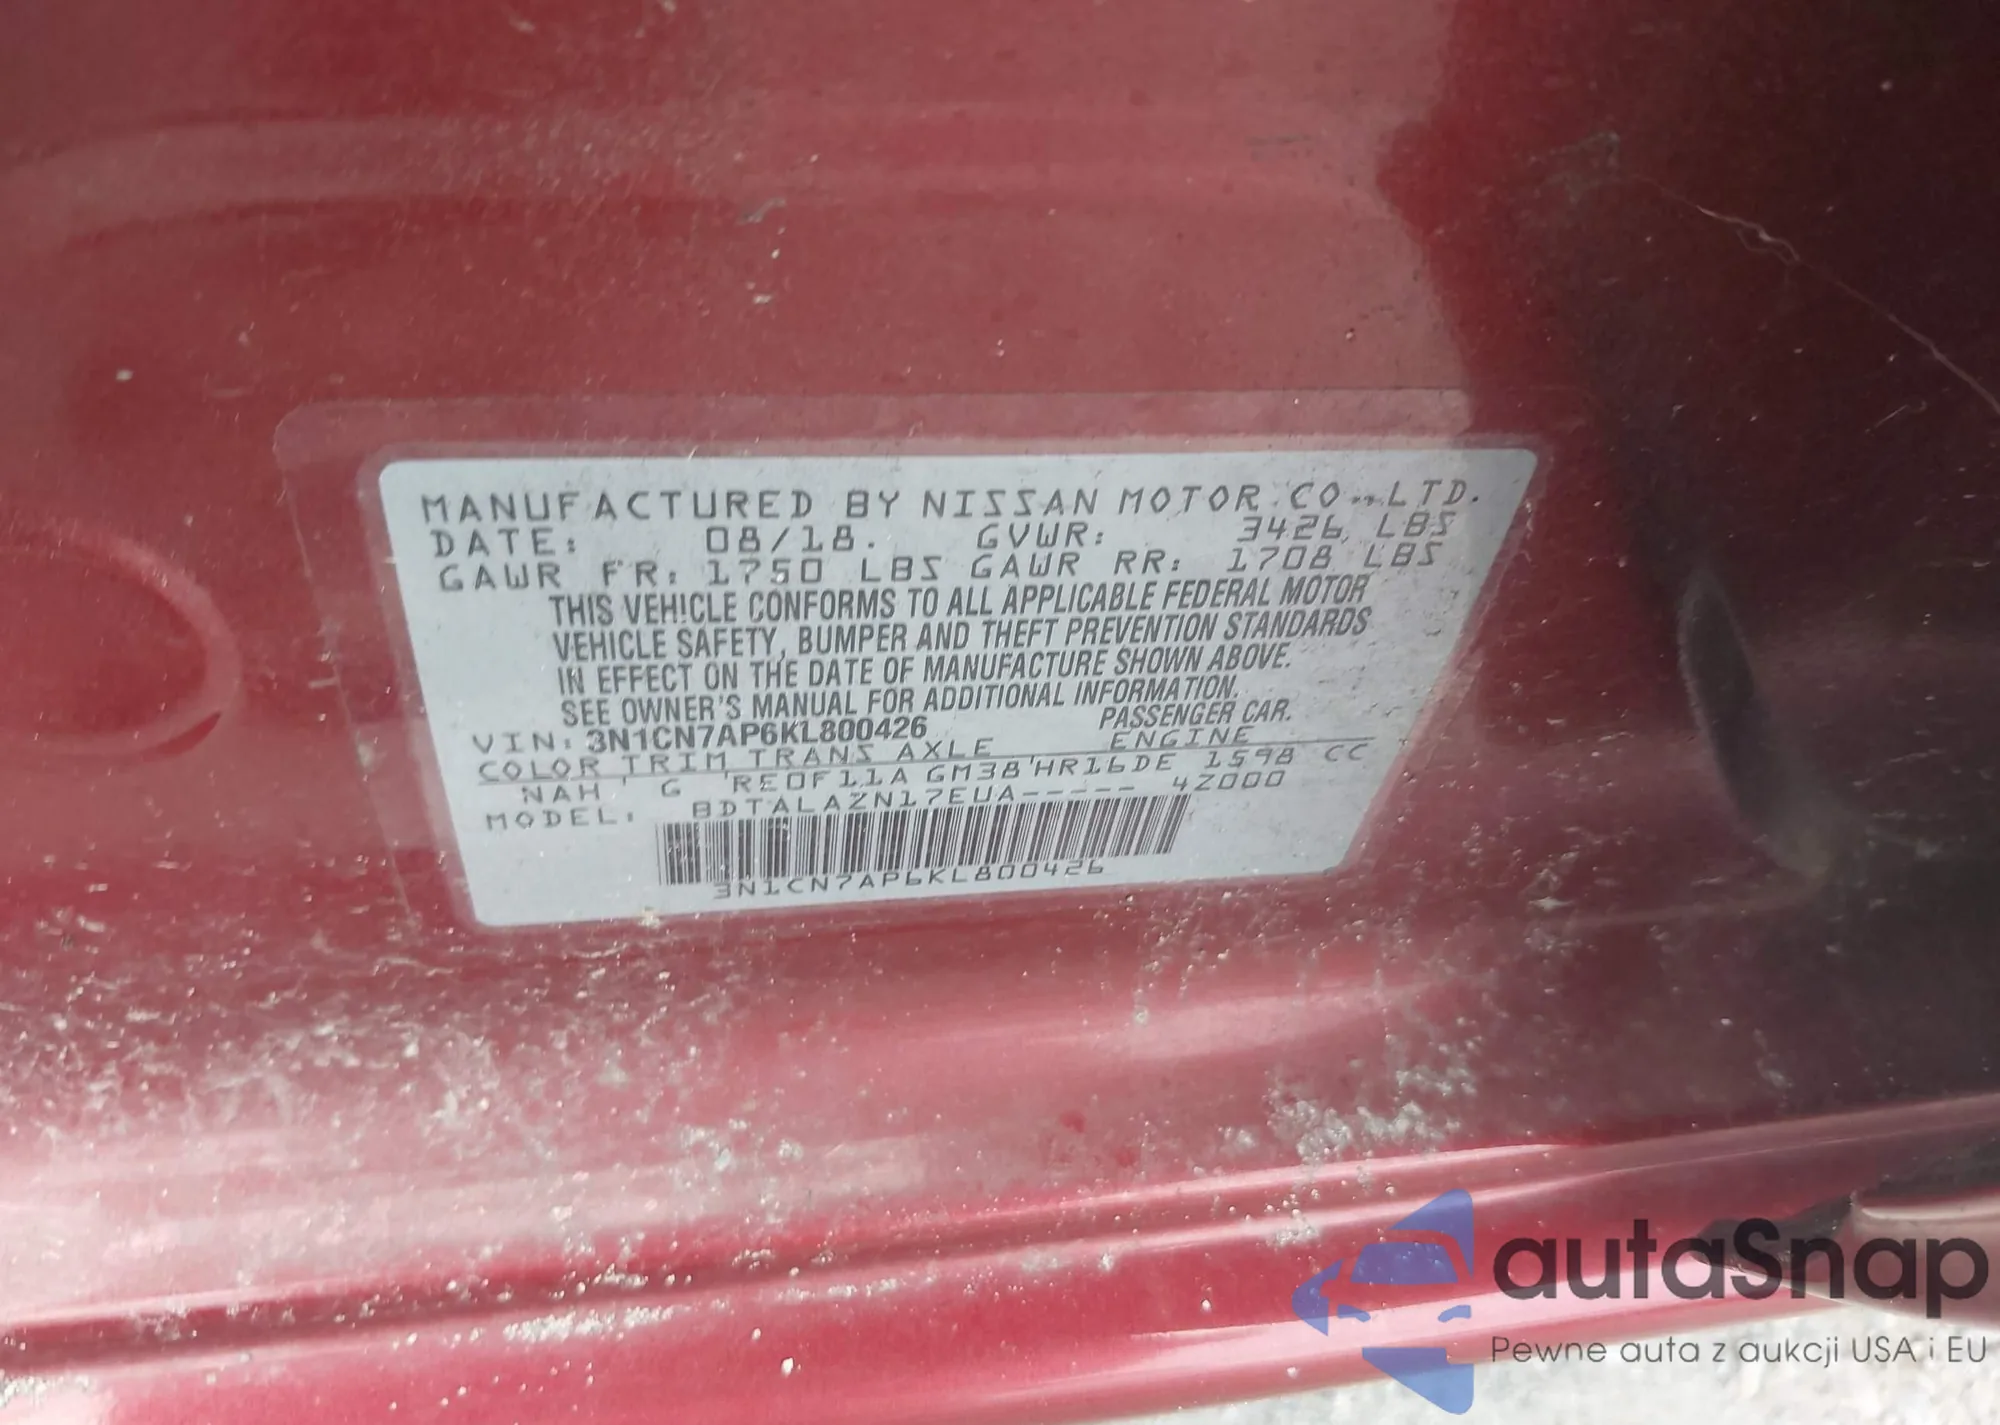 MANUFACTURED BY NISSAN MOTOR CO., LTD.
DATE: 08/18. GVWR: 3426 LBS
GAWR FR: 1750 LBS GAWR RR: 1708 LBS
THIS VEHICLE CONFORMS TO ALL APPLICABLE FEDERAL MOTOR
VEHICLE SAFETY, BUMPER AND THEFT PREVENTION STANDARDS
IN EFFECT ON THE DATE OF MANUFACTURE SHOWN ABOVE.
SEE OWNER'S MANUAL FOR ADDITIONAL INFORMATION.
VIN: 3N1CN7AP6KL800426 PASSENGER CAR.
COLOR TRIM TRANS AXLE ENGINE
NAH G RE0F11A GM38 HR16DE 1598 CC
MODEL: BDTALAZN17EUA----- 4Z000
3N1CN7AP6KL800426
autaSnap
Pewne auta z aukcji USA i EU